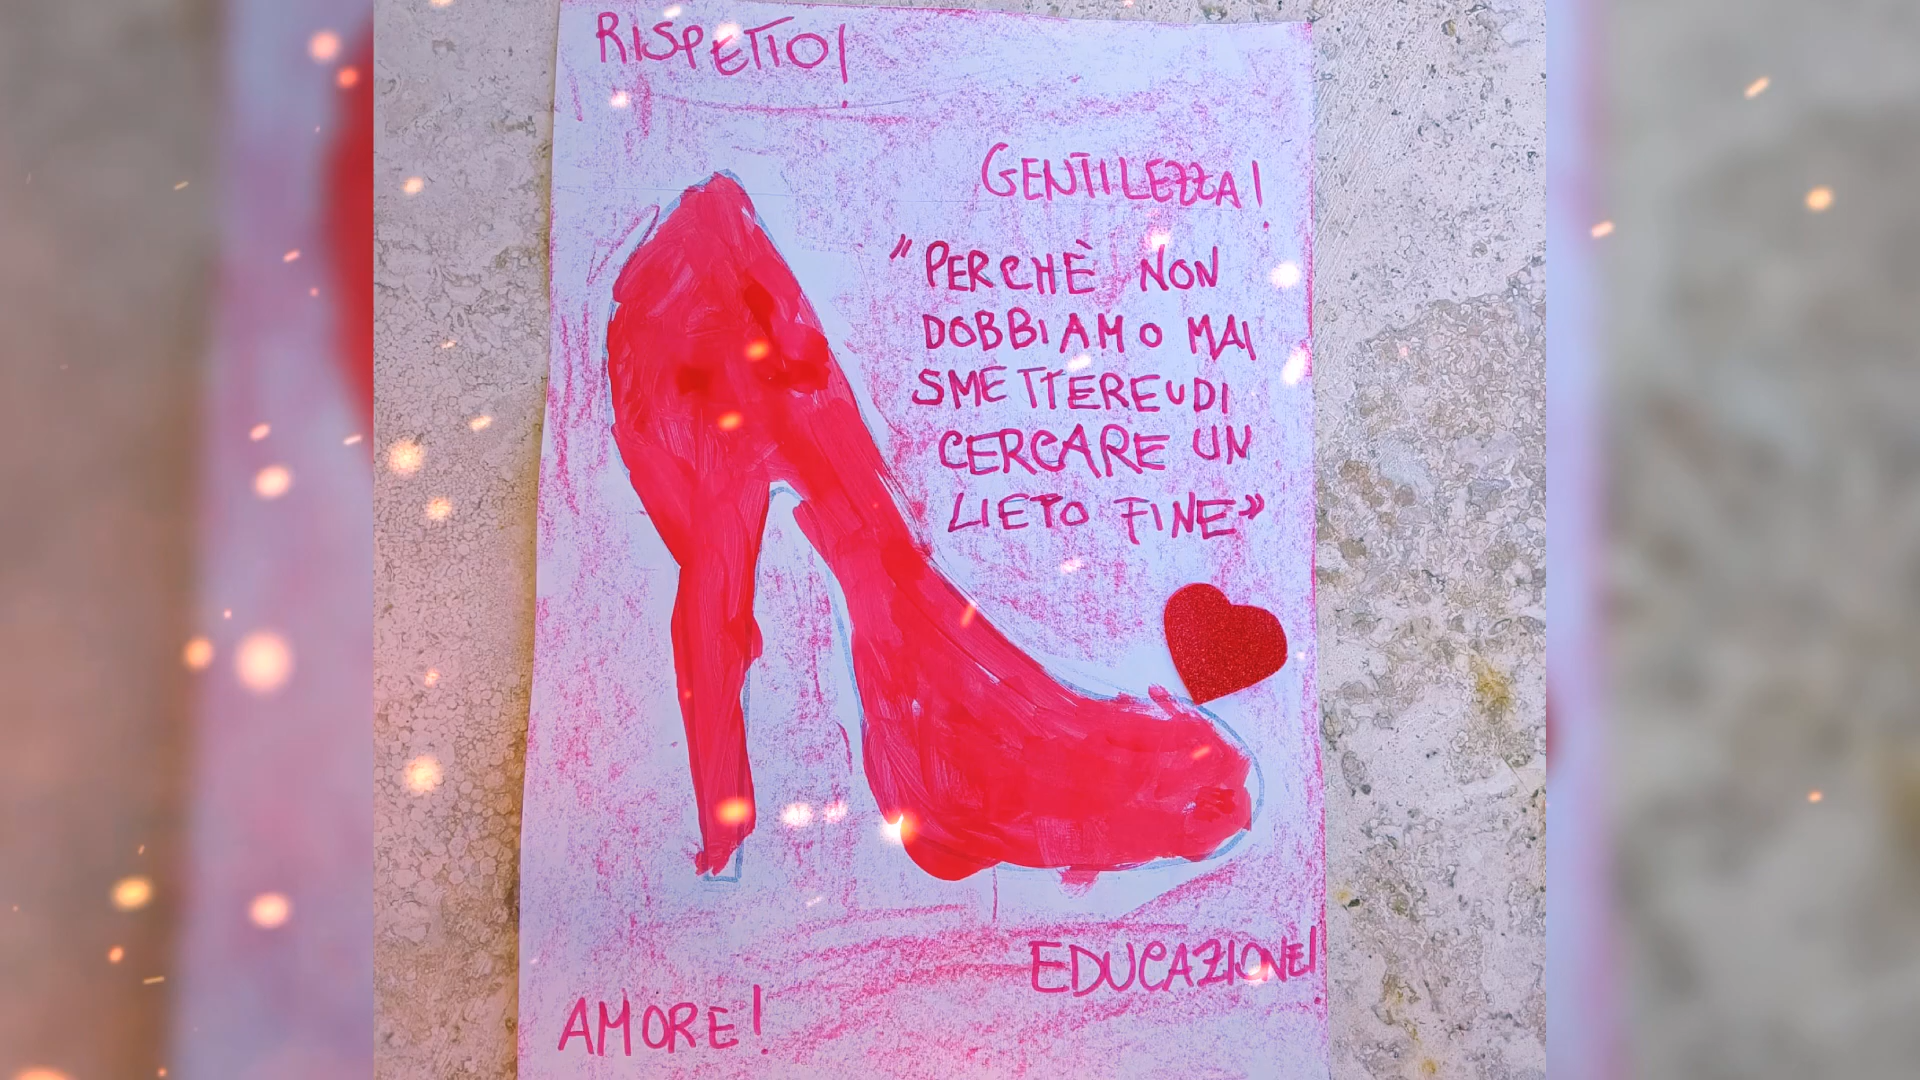 RISPETTO!
GENTILEZZA!
"PERCHÈ NON
DOBBIAMO MAI
SMETTERE DI
CERCARE UN
LIETO FINE"
EDUCAZIONE!
AMORE!